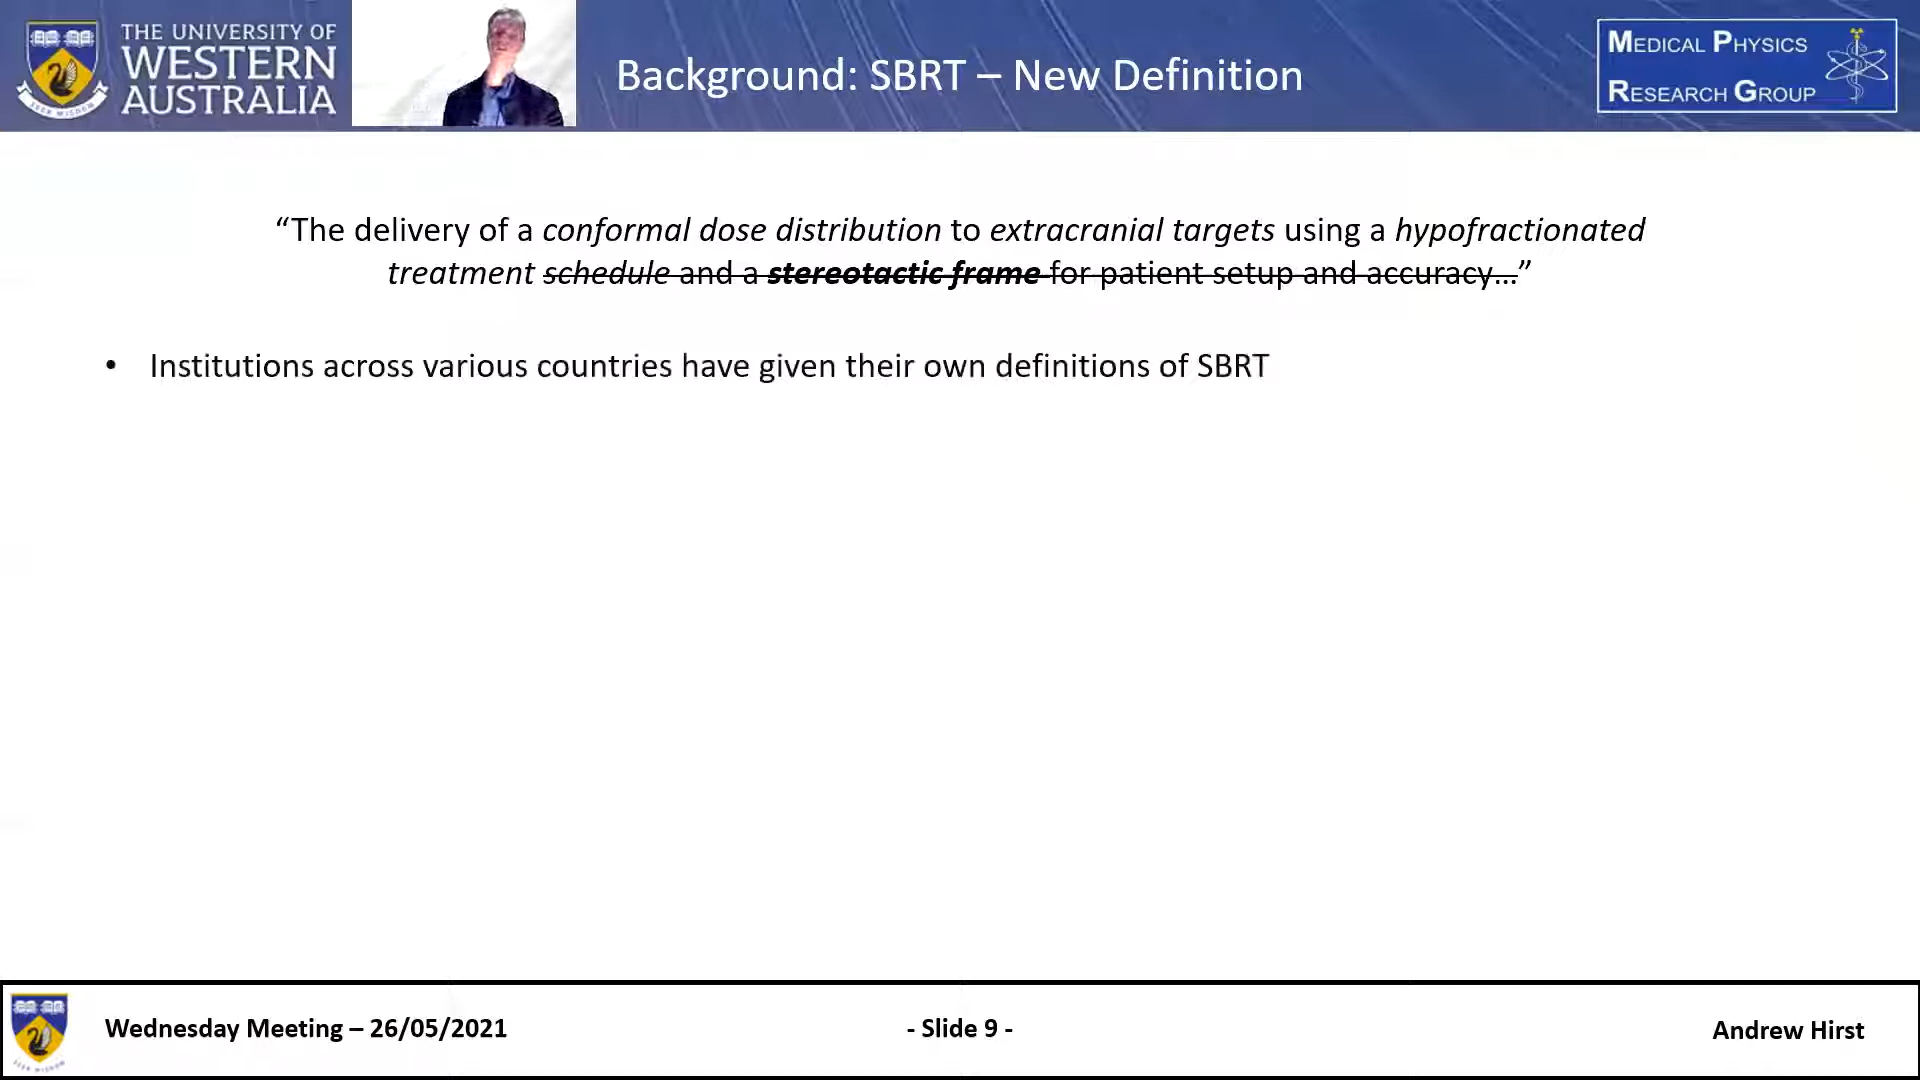 THE UNIVERSITY OF
WESTERN
AUSTRALIA
Background: SBRT – New Definition
MEDICAL PHYSICS
RESEARCH GROUP
“The delivery of a conformal dose distribution to extracranial targets using a hypofractionated
treatment schedule and a stereotactic frame for patient setup and accuracy…”
• Institutions across various countries have given their own definitions of SBRT
Wednesday Meeting – 26/05/2021
- Slide 9 -
Andrew Hirst